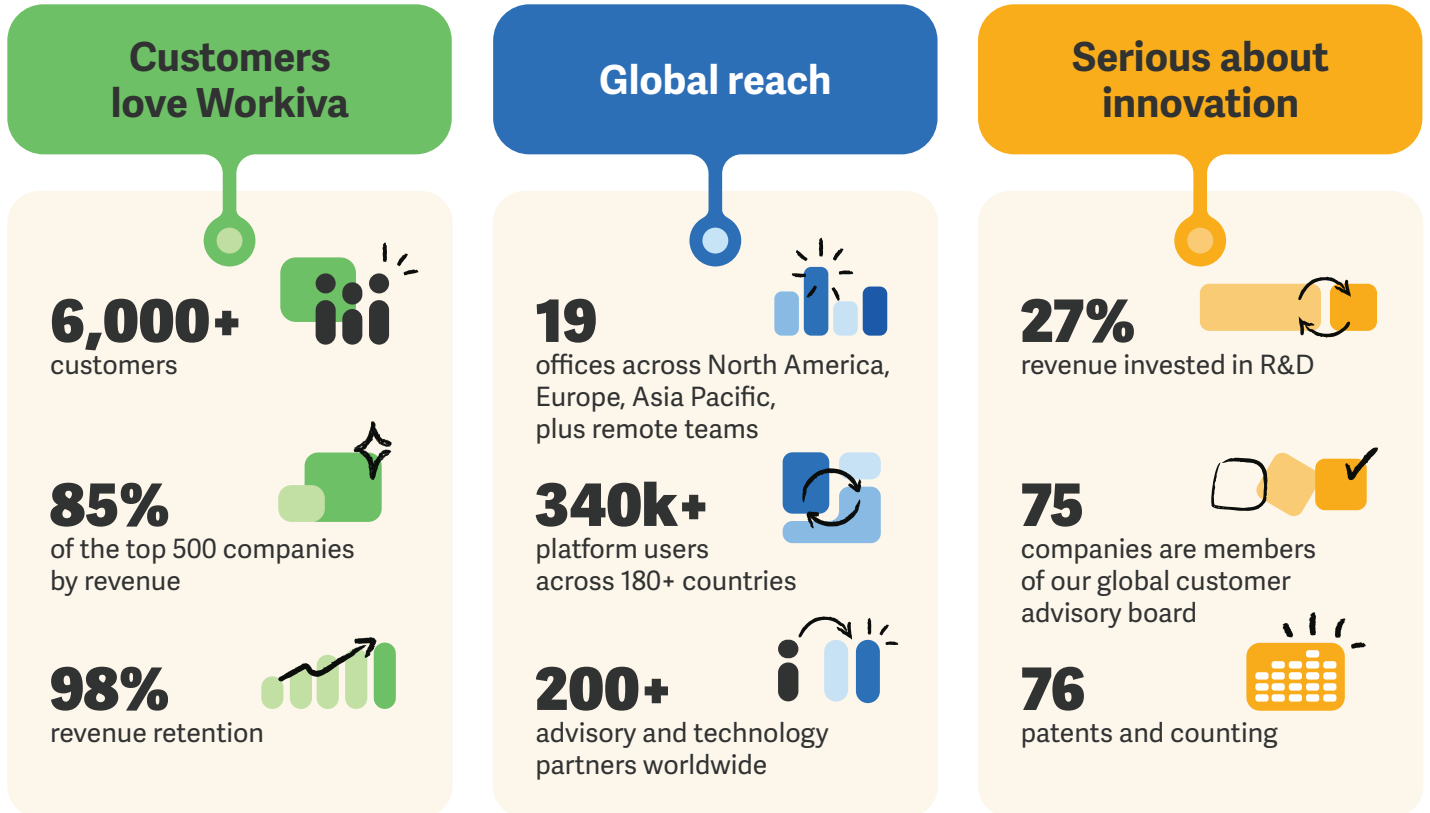 Customers
love Workiva
6,000+
customers
85%
of the top 500 companies
by revenue
98%
revenue retention
Global reach
19
offices across North America,
Europe, Asia Pacific,
plus remote teams
340k+
platform users
across 180+ countries
200+
advisory and technology
partners worldwide
Serious about
innovation
27%
revenue invested in R&D
75
companies are members
of our global customer
advisory board
76
patents and counting